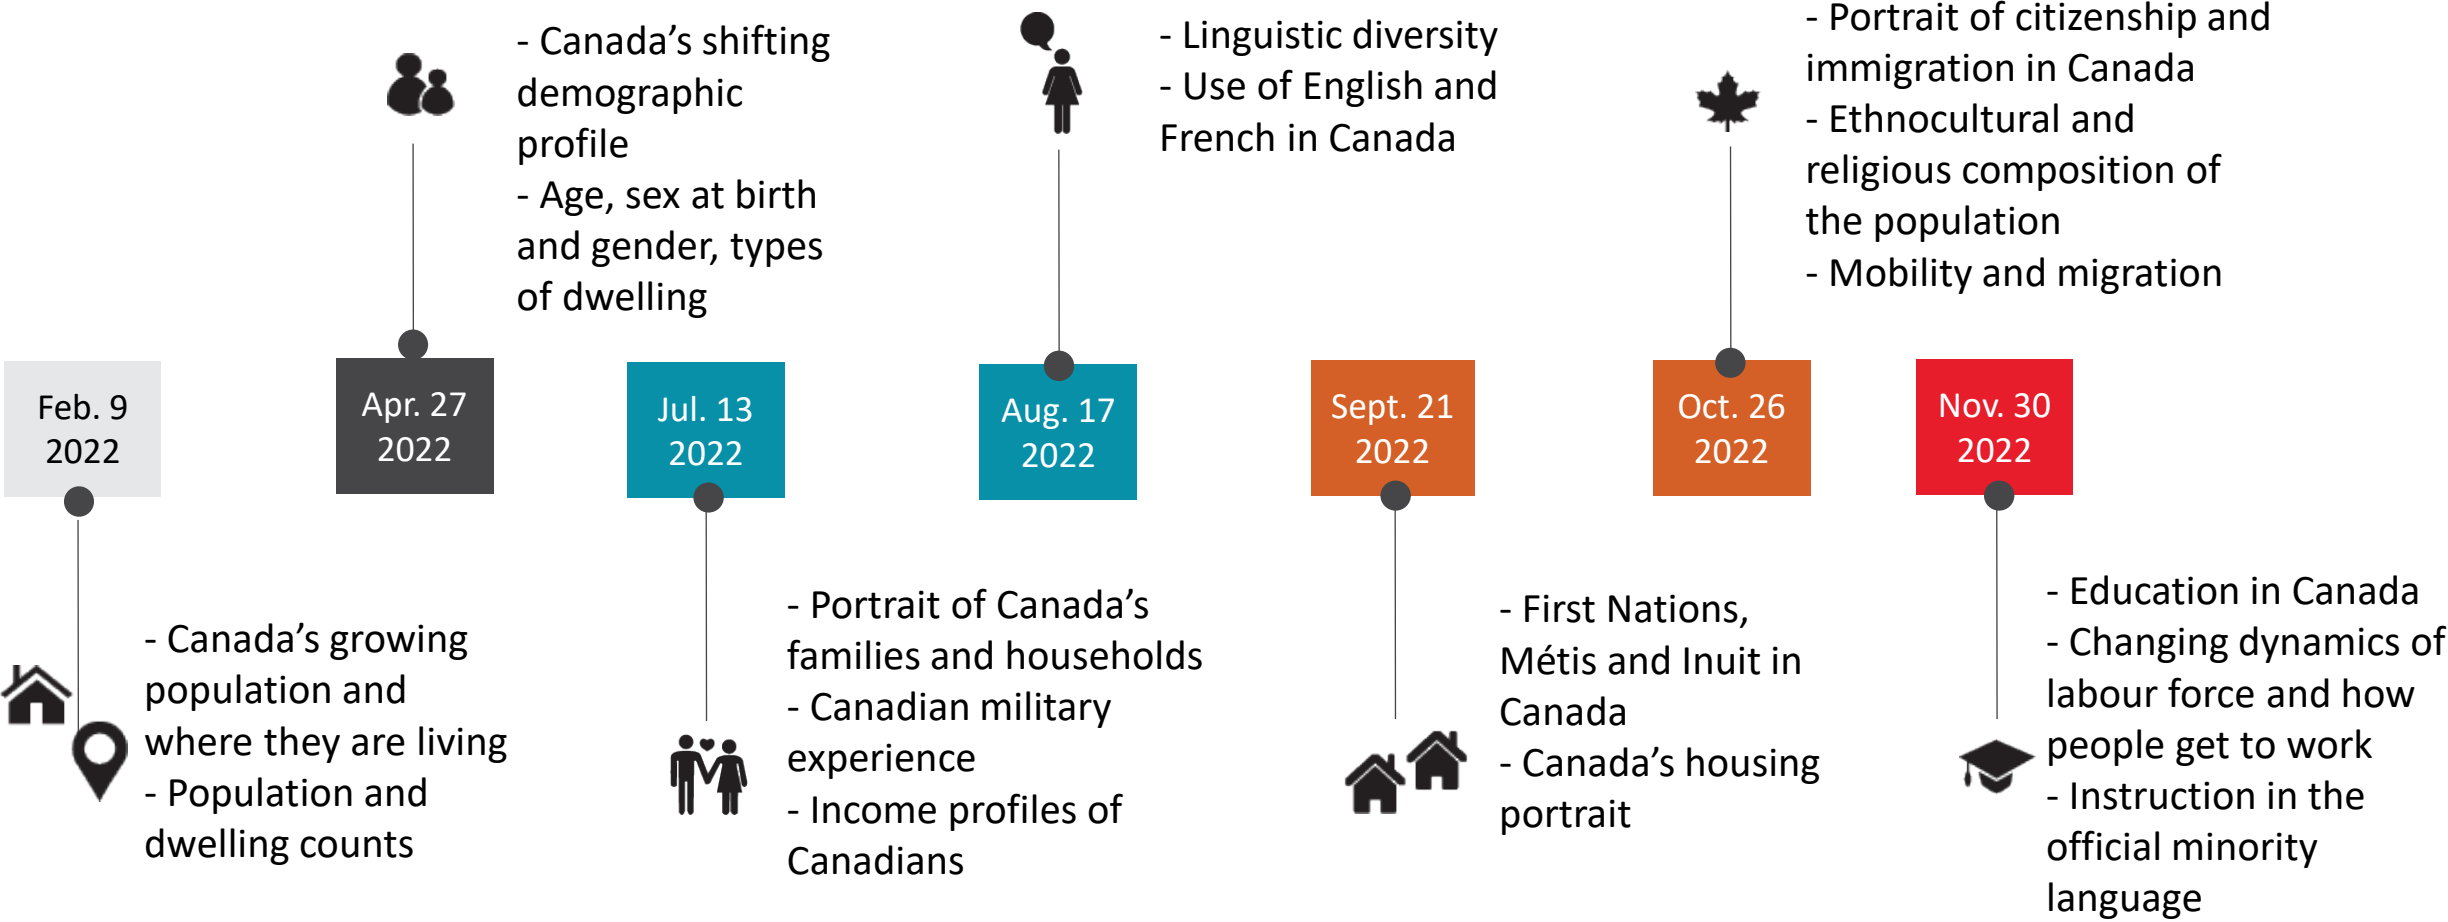 Feb. 9
2022
- Canada’s growing
population and
where they are living
- Population and
dwelling counts
Apr. 27
2022
- Canada’s shifting
demographic
profile
- Age, sex at birth
and gender, types
of dwelling
Jul. 13
2022
- Portrait of Canada’s
families and households
- Canadian military
experience
- Income profiles of
Canadians
Aug. 17
2022
- Linguistic diversity
- Use of English and
French in Canada
Sept. 21
2022
- First Nations,
Métis and Inuit in
Canada
- Canada’s housing
portrait
Oct. 26
2022
- Portrait of citizenship and
immigration in Canada
- Ethnocultural and
religious composition of
the population
- Mobility and migration
Nov. 30
2022
- Education in Canada
- Changing dynamics of
labour force and how
people get to work
- Instruction in the
official minority
language